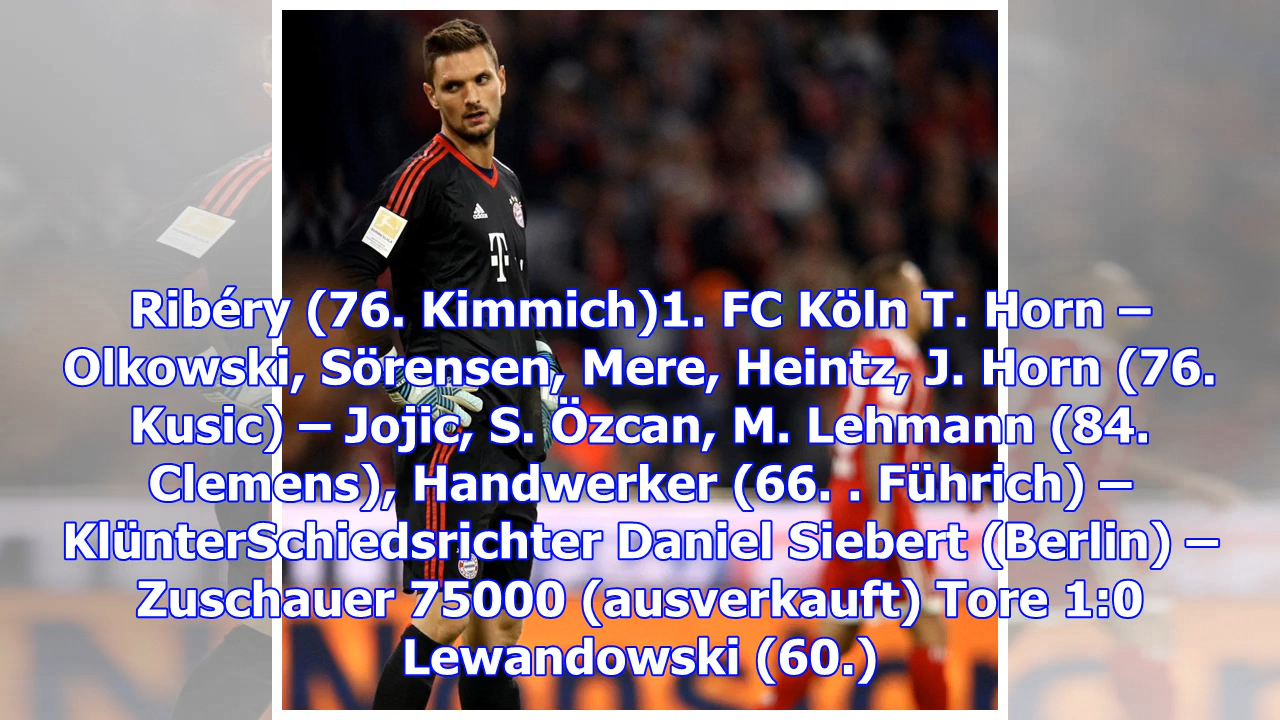 Ribéry (76. Kimmich)1. FC Köln T. Horn –
Olkowski, Sörensen, Mere, Heintz, J. Horn (76.
Kusic) – Jojic, S. Özcan, M. Lehmann (84.
Clemens), Handwerker (66. . Führich) –
KlünterSchiedsrichter Daniel Siebert (Berlin) –
Zuschauer 75000 (ausverkauft) Tore 1:0
Lewandowski (60.)
adidas
T